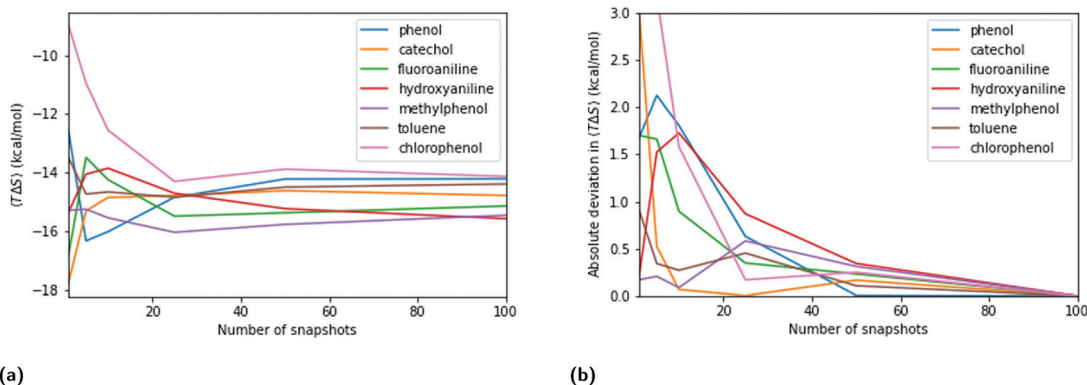 −10
−12
−14
−16
−18
⟨TΔS⟩ (kcal/mol)
20
40
60
80
100
Number of snapshots
phenol
catechol
fluoroaniline
hydroxyaniline
methylphenol
toluene
chlorophenol
(a)
3.0
2.5
2.0
1.5
1.0
0.5
0.0
Absolute deviation in ⟨TΔS⟩ (kcal/mol)
20
40
60
80
100
Number of snapshots
phenol
catechol
fluoroaniline
hydroxyaniline
methylphenol
toluene
chlorophenol
(b)